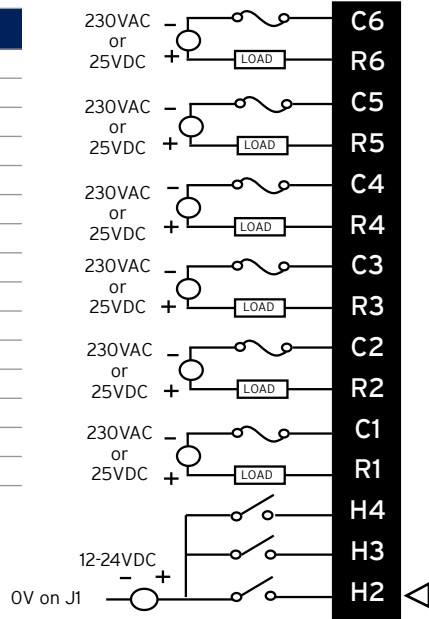 230VAC
or
25VDC
−
+
LOAD
C6
R6
230VAC
or
25VDC
−
+
LOAD
C5
R5
230VAC
or
25VDC
-
+
LOAD
C4
R4
230VAC
or
25VDC
−
+
LOAD
C3
R3
230VAC
or
25VDC
−
+
LOAD
C2
R2
230VAC
or
25VDC
−
+
LOAD
C1
R1
H4
H3
12-24VDC
− +
0V on J1
H2